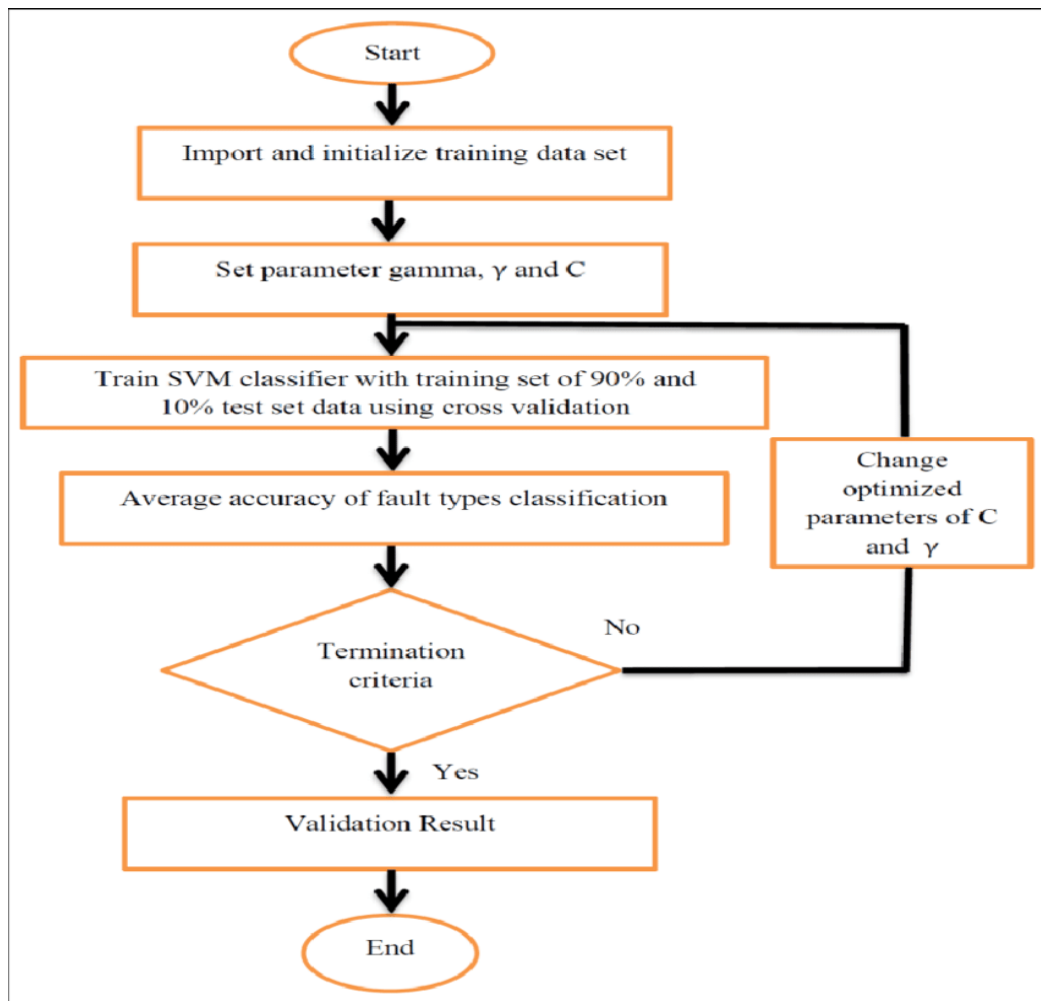 Start
Import and initialize training data set
Set parameter gamma, γ and C
Train SVM classifier with training set of 90% and
10% test set data using cross validation
Average accuracy of fault types classification
Change
optimized
parameters of C
and γ
No
Termination
criteria
Yes
Validation Result
End